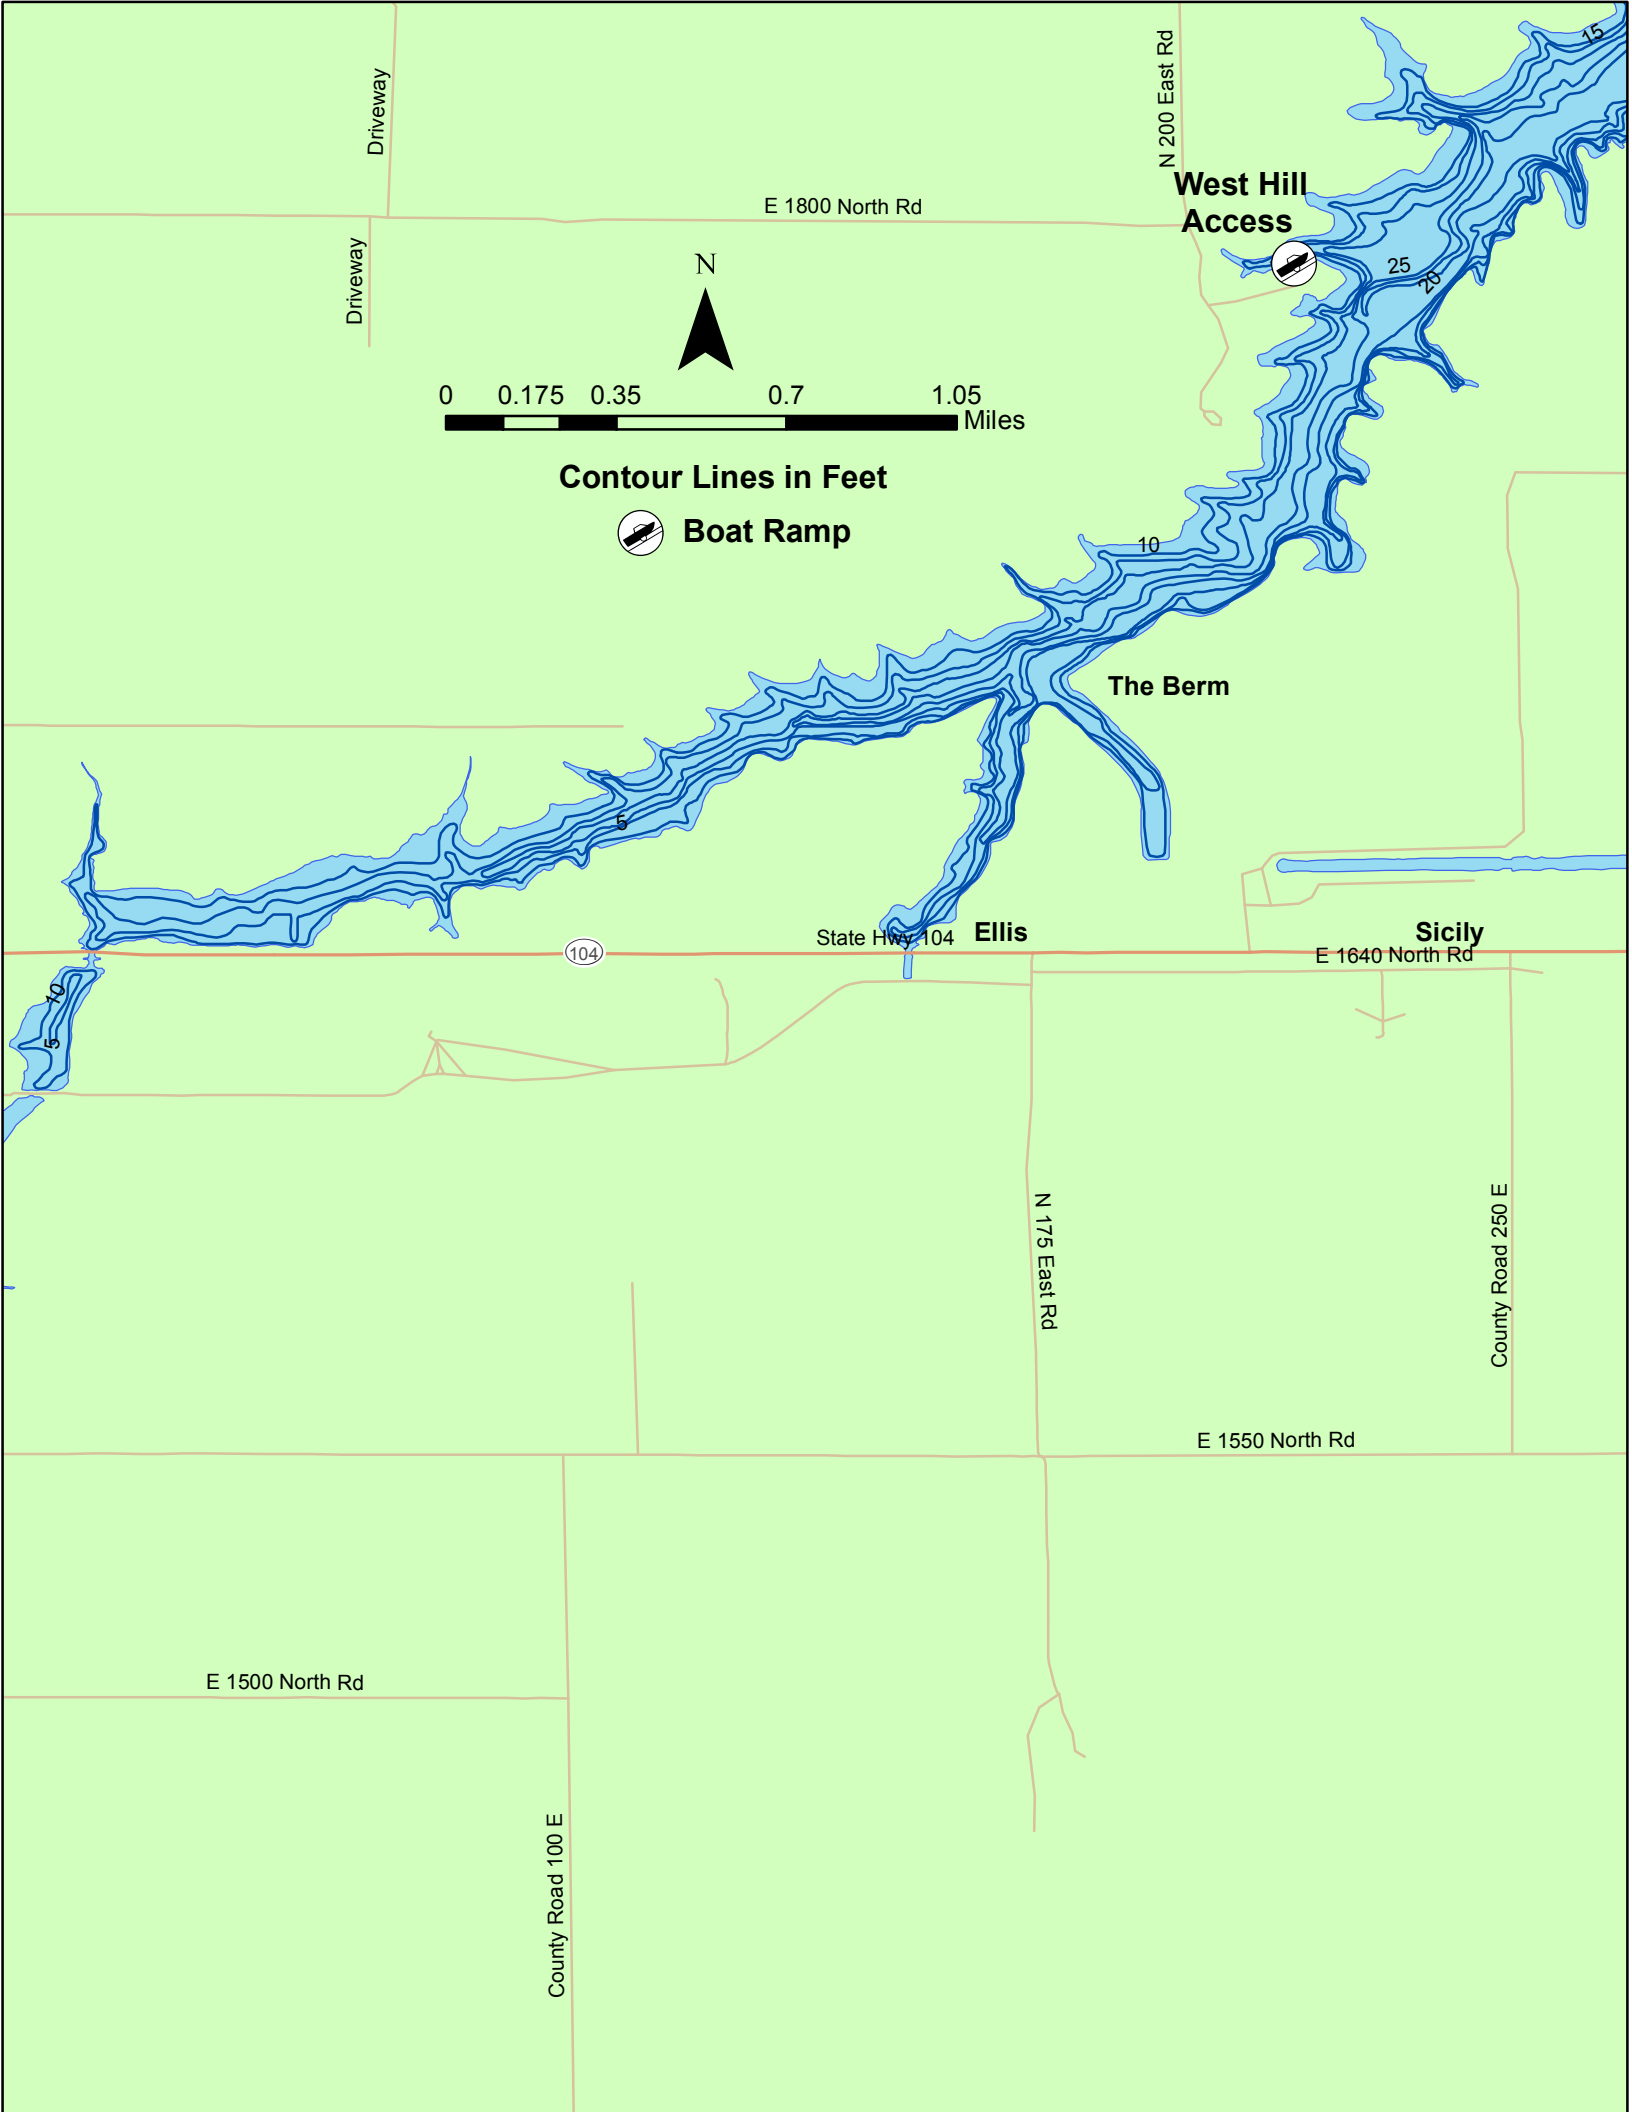 15
Driveway
N 200 East Rd
West Hill
Access
E 1800 North Rd
Driveway
N
25
20
0 0.175 0.35 0.7 1.05
Miles
Contour Lines in Feet
Boat Ramp
10
The Berm
5
State Hwy 104
Ellis
Sicily
104
E 1640 North Rd
10
5
N 175 East Rd
County Road 250 E
E 1550 North Rd
E 1500 North Rd
County Road 100 E